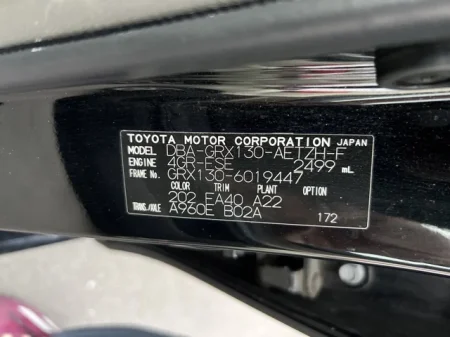 TOYOTA MOTOR CORPORATION JAPAN
MODEL DBA-GRX130-AETZH-F
ENGINE 4GR-FSE 2499 mL
FRAME No. GRX130-6019447
COLOR TRIM PLANT OPTION
202 EA40 A22
TRANS./AXLE A960E B02A 172